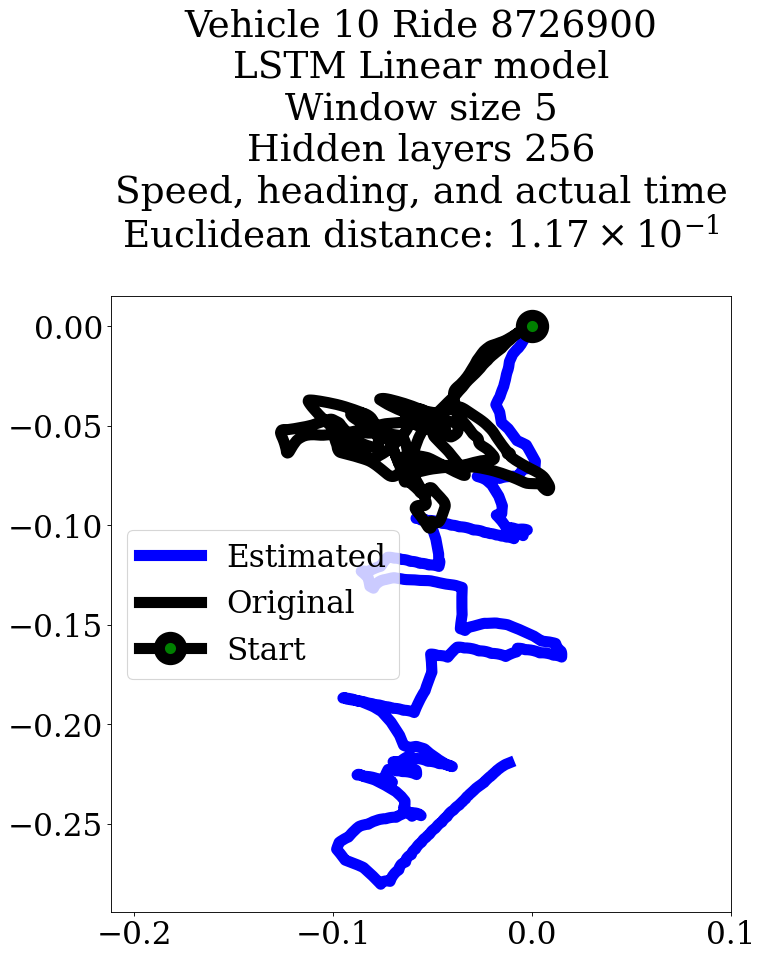 Vehicle 10 Ride 8726900
LSTM Linear model
Window size 5
Hidden layers 256
Speed, heading, and actual time
Euclidean distance: 1.17 × 10⁻¹
0.00
−0.05
−0.10
−0.15
−0.20
−0.25
Estimated
Original
Start
−0.2
−0.1
0.0
0.1